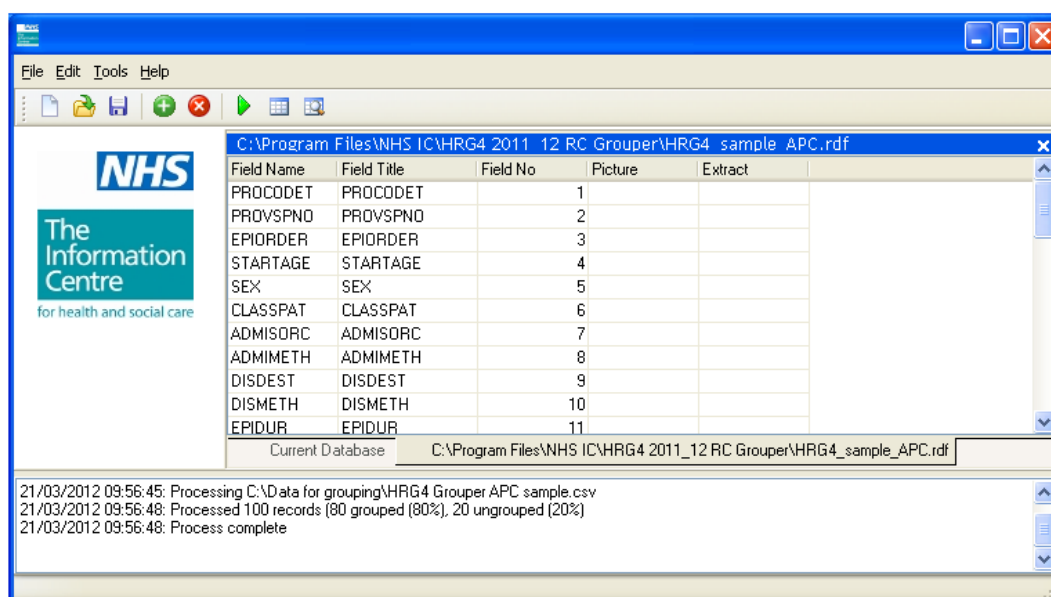 File Edit Tools Help
NHS
The
Information
Centre
for health and social care
C:\Program Files\NHS IC\HRG4 2011_12 RC Grouper\HRG4_sample_APC.rdf
Field Name Field Title Field No Picture Extract
PROCODET PROCODET 1
PROVSPNO PROVSPNO 2
EPIORDER EPIORDER 3
STARTAGE STARTAGE 4
SEX SEX 5
CLASSPAT CLASSPAT 6
ADMISORC ADMISORC 7
ADMIMETH ADMIMETH 8
DISDEST DISDEST 9
DISMETH DISMETH 10
EPIDUR EPIDUR 11
Current Database C:\Program Files\NHS IC\HRG4 2011_12 RC Grouper\HRG4_sample_APC.rdf
21/03/2012 09:56:45: Processing C:\Data for grouping\HRG4 Grouper APC sample.csv
21/03/2012 09:56:48: Processed 100 records (80 grouped (80%), 20 ungrouped (20%)
21/03/2012 09:56:48: Process complete